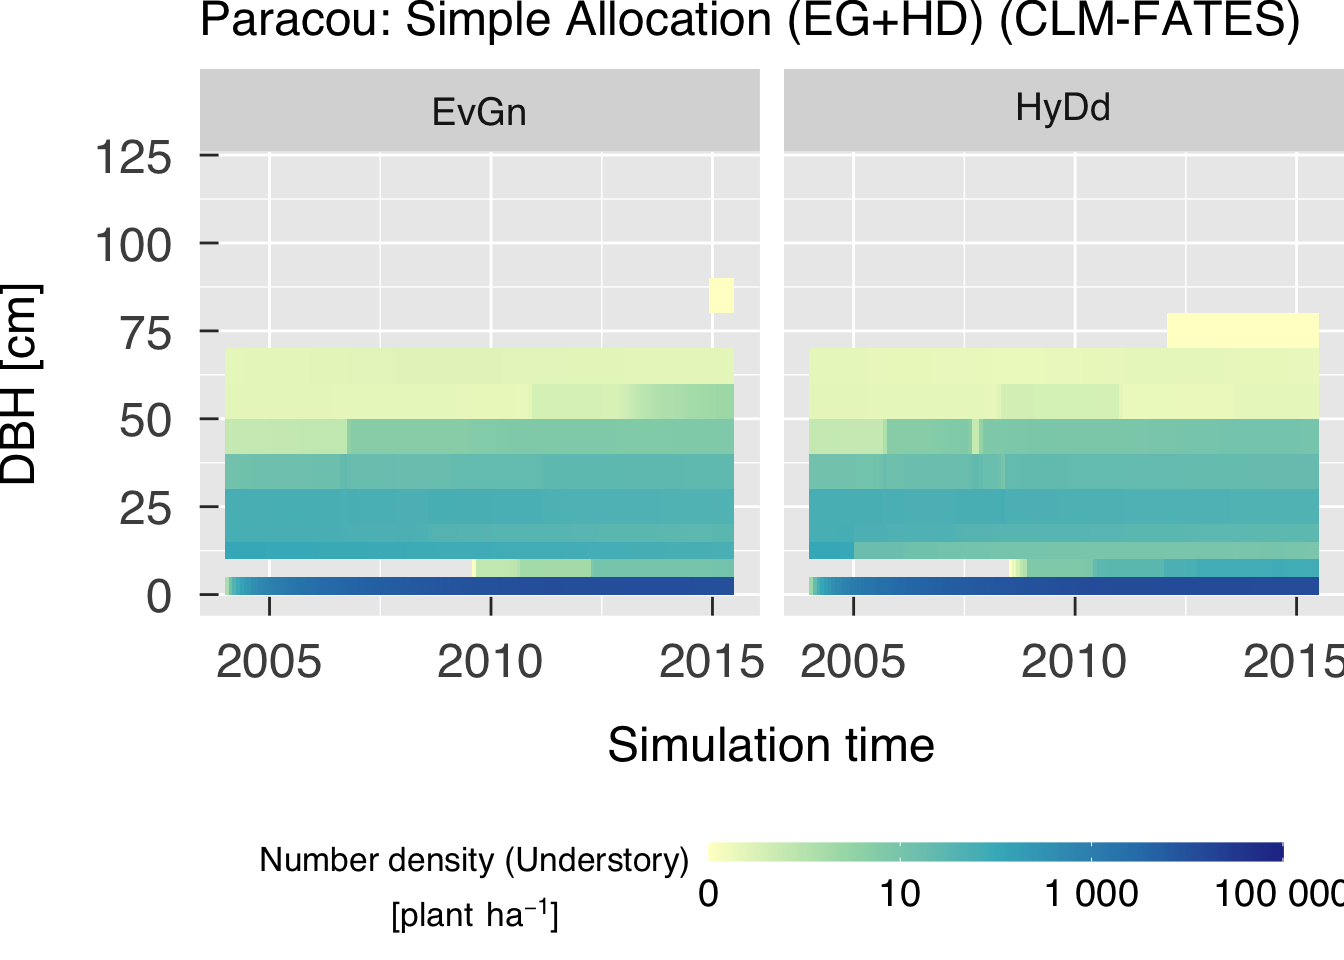 Paracou: Simple Allocation (EG+HD) (CLM-FATES)
EvGn
HyDd
DBH [cm]
125
100
75
50
25
0
2005 2010 2015
2005 2010 2015
Simulation time
Number density (Understory)
[plant ha⁻¹]
0 10 1 000 100 000